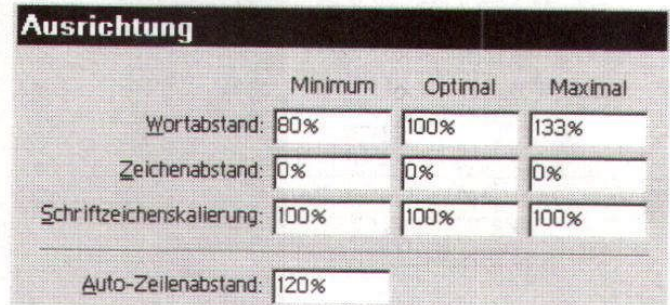 Ausrichtung
Minimum Optimal Maximal
Wortabstand: 80% 100% 133%
Zeichenabstand: 0% 0% 0%
Schriftzeichenskalierung: 100% 100% 100%
Auto-Zeilenabstand: 120%